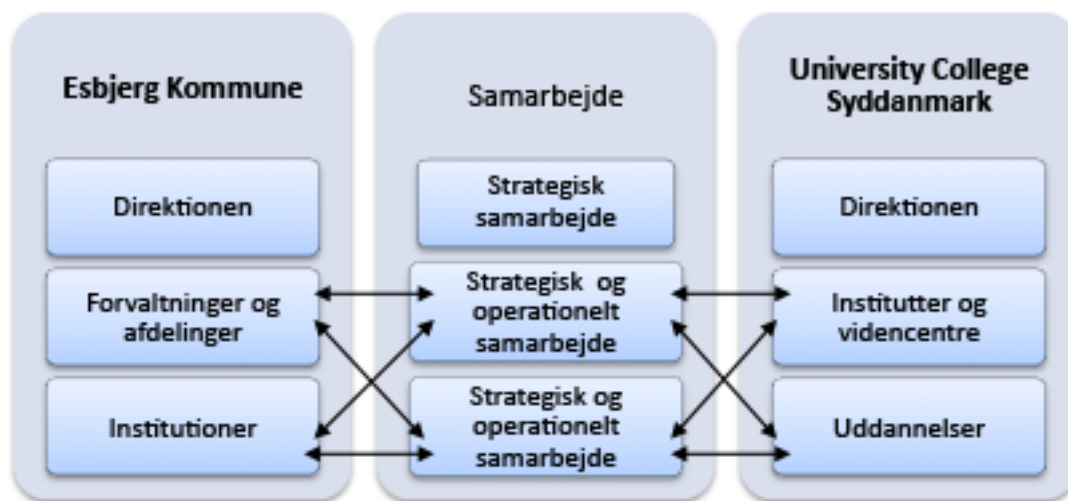 Esbjerg Kommune
Direktionen
Forvaltninger og
afdelinger
Institutioner
Samarbejde
Strategisk
samarbejde
Strategisk og
operationelt
samarbejde
Strategisk og
operationelt
samarbejde
University College
Syddanmark
Direktionen
Institutter og
videncentre
Uddannelser